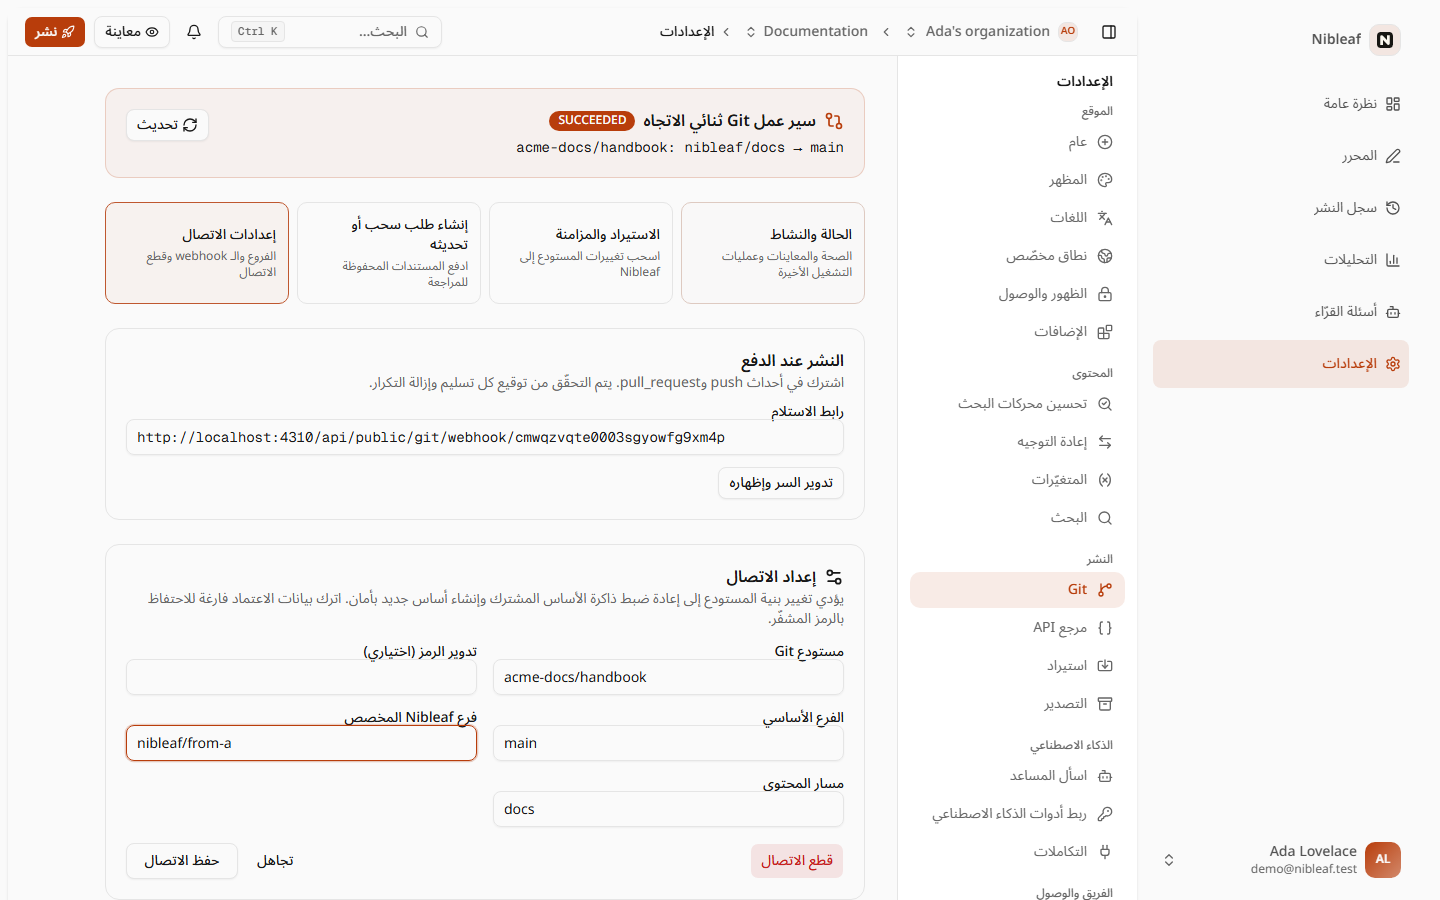 Nibleaf
نظرة عامة
المحرر
سجل النشر
التحليلات
أسئلة القرّاء
الإعدادات
Ada Lovelace
demo@nibleaf.test
AL
AO Ada's organization
Documentation
الإعدادات
البحث...
Ctrl K
معاينة
نشر
الإعدادات
الموقع
عام
المظهر
اللغات
نطاق مخصّص
الظهور والوصول
الإضافات
المحتوى
تحسين محركات البحث
إعادة التوجيه
المتغيّرات
البحث
النشر
Git
مرجع API
استيراد
التصدير
الذكاء الاصطناعي
اسأل المساعد
ربط أدوات الذكاء الاصطناعي
التكاملات
الفريق والوصول
سير عمل Git ثنائي الاتجاه SUCCEEDED
acme-docs/handbook: nibleaf/docs → main
تحديث
الحالة والنشاط
الصحة والمعاينات وعمليات
التشغيل الأخيرة
الاستيراد والمزامنة
اسحب تغييرات المستودع إلى
Nibleaf
إنشاء طلب سحب أو
تحديثه
ادفع المستندات المحفوظة
للمراجعة
إعدادات الاتصال
الفروع والـ webhook وقطع
الاتصال
النشر عند الدفع
اشترك في أحداث push وpull_request. يتم التحقّق من توقيع كل تسليم وإزالة التكرار.
رابط الاستلام
http://localhost:4310/api/public/git/webhook/cmwqzvqte0003sgyowfg9xm4p
تدوير السر وإظهاره
إعداد الاتصال
يؤدي تغيير بنية المستودع إلى إعادة ضبط ذاكرة الأساس المشترك وإنشاء أساس جديد بأمان. اترك بيانات الاعتماد فارغة للاحتفاظ
بالرمز المشفّر.
مستودع Git
acme-docs/handbook
تدوير الرمز (اختياري)
الفرع الأساسي
main
فرع Nibleaf المخصص
nibleaf/from-a
مسار المحتوى
docs
قطع الاتصال
تجاهل
حفظ الاتصال